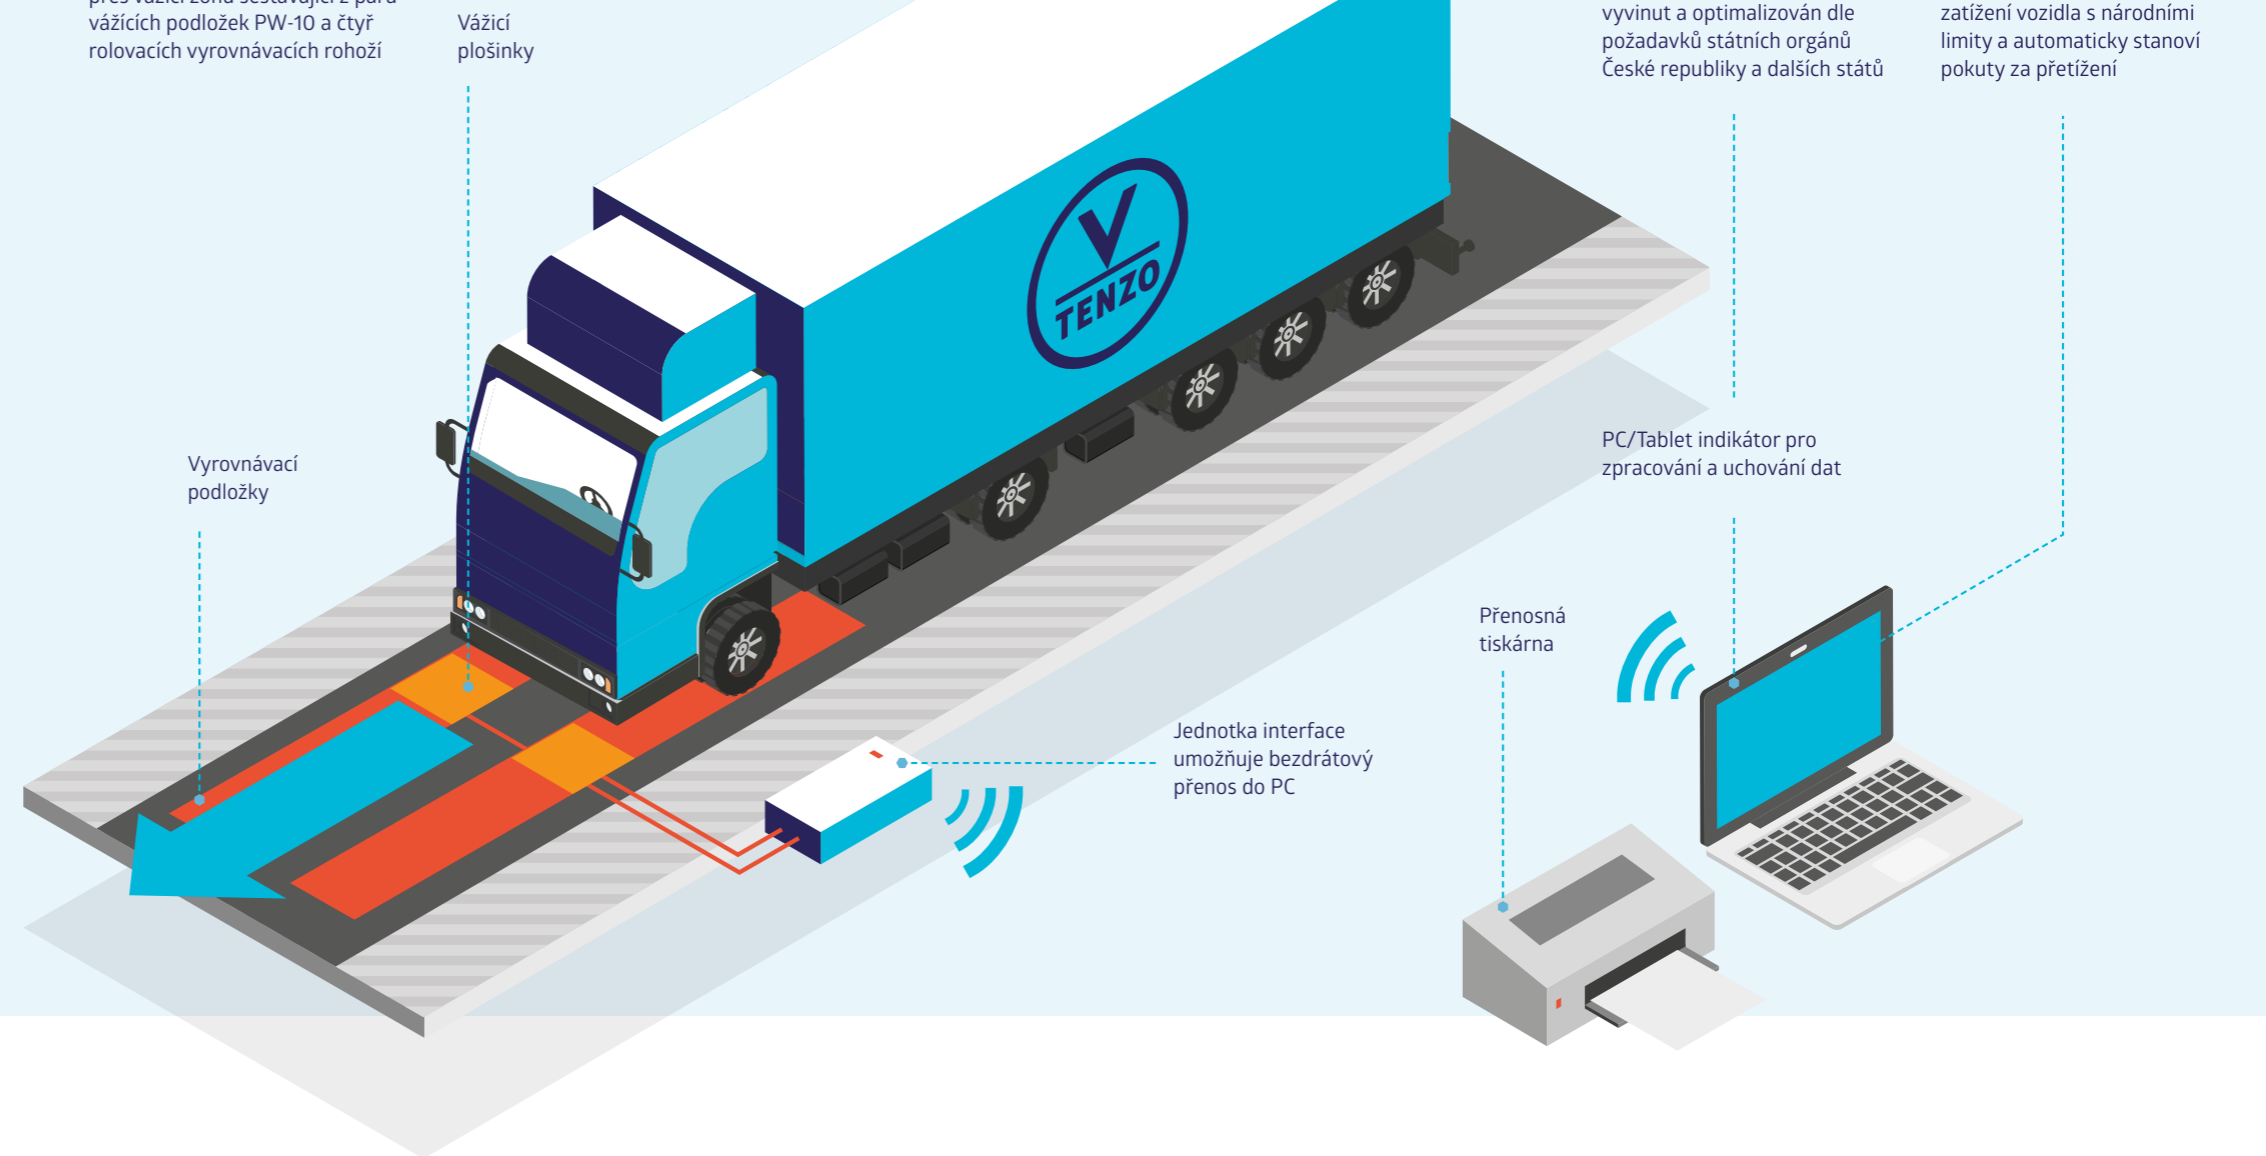 vážících podložek PW-10 a čtyř
rolovacích vyrovnávacích rohoží
Vážicí
plošinky
vyvinut a optimalizován dle
požadavků státních orgánů
České republiky a dalších států
zatížení vozidla s národními
limity a automaticky stanoví
pokuty za přetížení
V
TENZO
Vyrovnávací
podložky
PC/Tablet indikátor pro
zpracování a uchování dat
Přenosná
tiskárna
Jednotka interface
umožňuje bezdrátový
přenos do PC